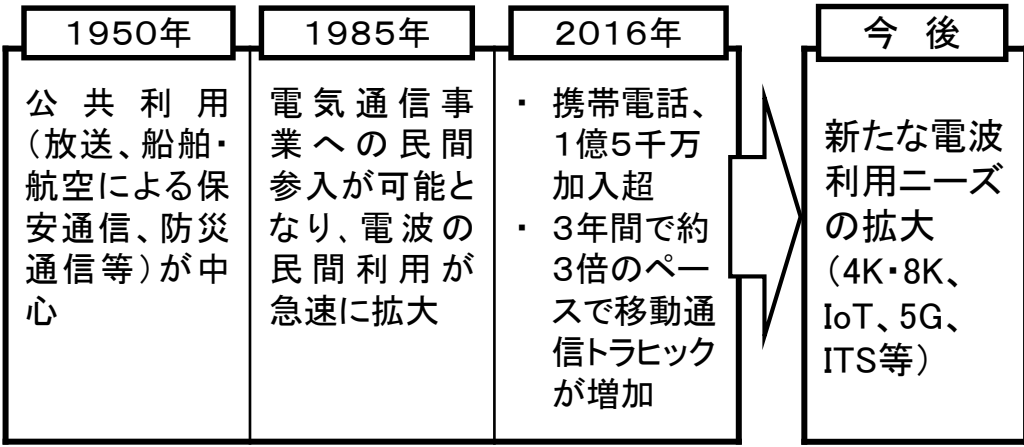 1950年
公共利用
（放送、船舶・
航空による保
安通信、防災
通信等）が中
心
1985年
電気通信事
業への民間
参入が可能と
なり、電波の
民間利用が
急速に拡大
2016年
・ 携帯電話、
1億5千万
加入超
・ 3年間で約
3倍のペー
スで移動通
信トラヒック
が増加
今 後
新たな電波
利用ニーズ
の拡大
（4K・8K、
IoT、5G、
ITS等）